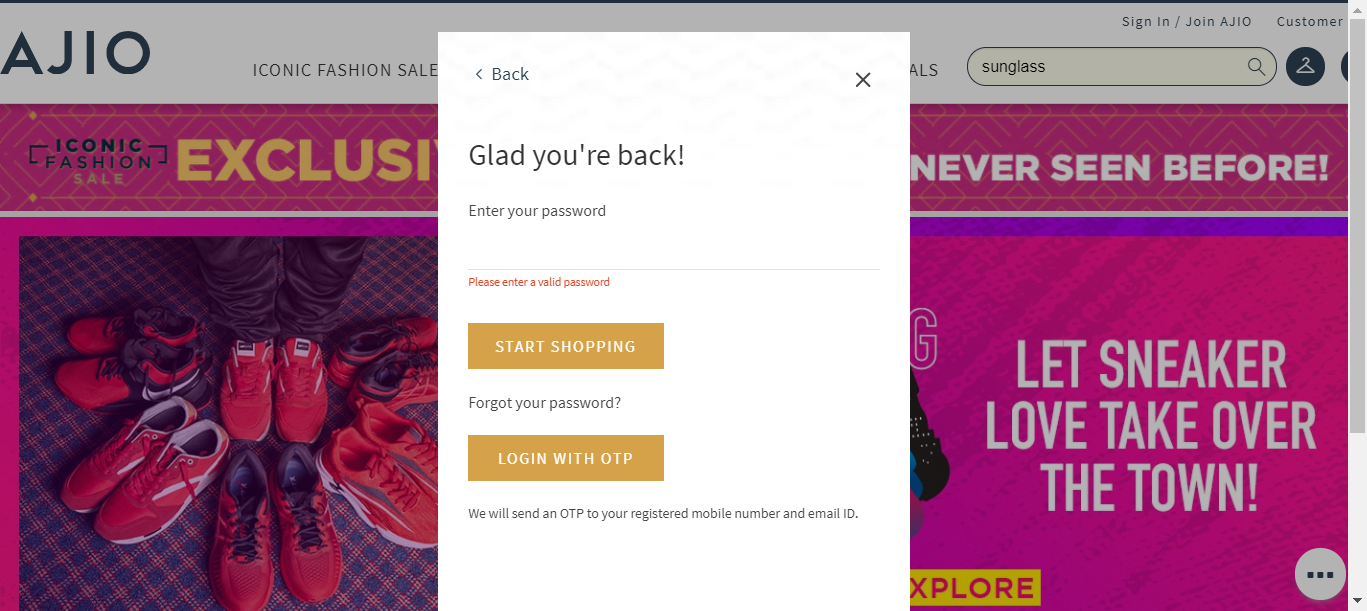 Sign In / Join AJIO Customer
AJIO
ICONIC FASHION SALE
ALS
sunglass
Back
ICONIC
FASHION
SALE
EXCLUSI
NEVER SEEN BEFORE!
Glad you're back!
Enter your password
Please enter a valid password
START SHOPPING
Forgot your password?
LOGIN WITH OTP
We will send an OTP to your registered mobile number and email ID.
G
LET SNEAKER
LOVE TAKE OVER
THE TOWN!
XPLORE